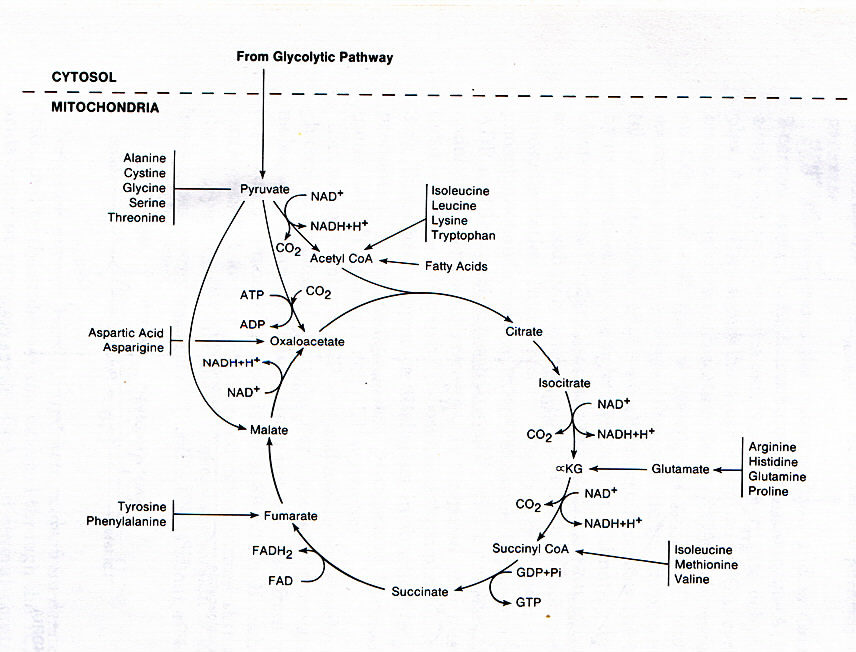 From Glycolytic Pathway
CYTOSOL
MITOCHONDRIA
Alanine
Cystine
Glycine
Serine
Threonine
Pyruvate
NAD+
NADH+H+
CO2
Isoleucine
Leucine
Lysine
Tryptophan
Acetyl CoA
Fatty Acids
ATP
CO2
ADP
Aspartic Acid
Asparigine
Oxaloacetate
Citrate
NADH+H+
NAD+
Isocitrate
NAD+
CO2
NADH+H+
Malate
∝KG
Glutamate
Arginine
Histidine
Glutamine
Proline
CO2
NAD+
NADH+H+
Tyrosine
Phenylalanine
Fumarate
Succinyl CoA
Isoleucine
Methionine
Valine
FADH2
FAD
GDP+Pi
GTP
Succinate